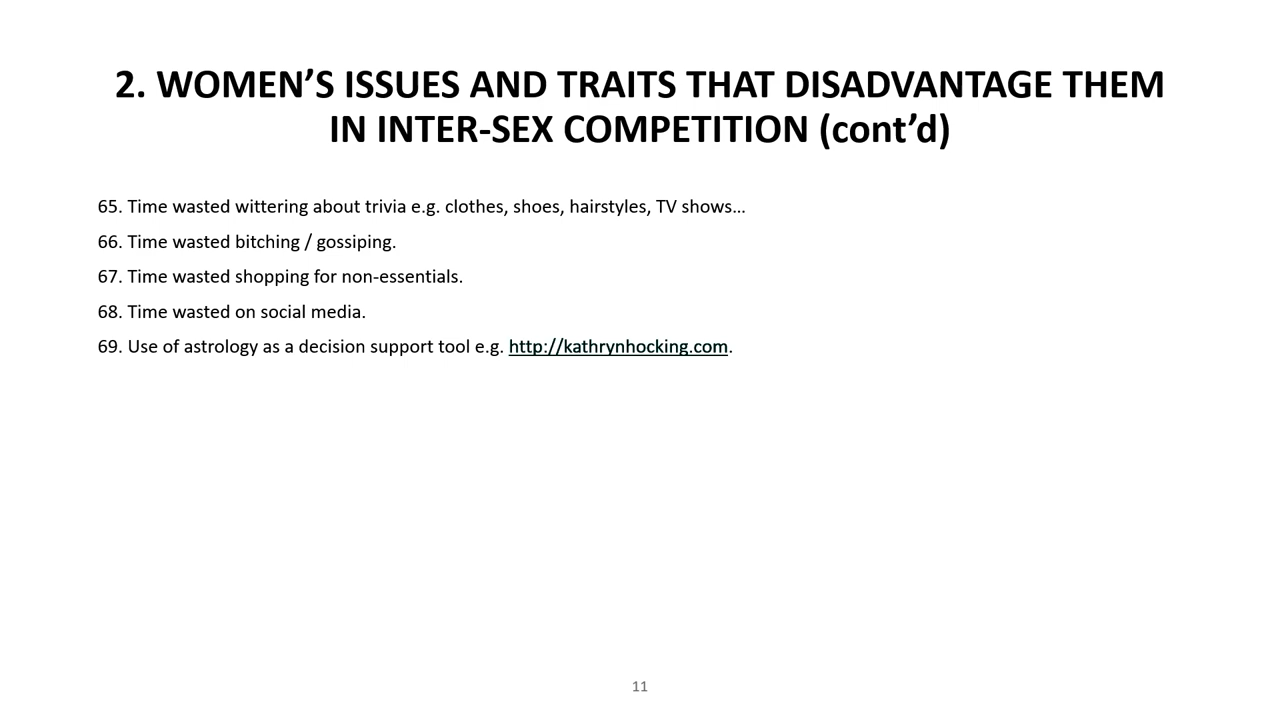 2. WOMEN’S ISSUES AND TRAITS THAT DISADVANTAGE THEM
IN INTER-SEX COMPETITION (cont’d)
65. Time wasted wittering about trivia e.g. clothes, shoes, hairstyles, TV shows…
66. Time wasted bitching / gossiping.
67. Time wasted shopping for non-essentials.
68. Time wasted on social media.
69. Use of astrology as a decision support tool e.g. http://kathrynhocking.com.
11